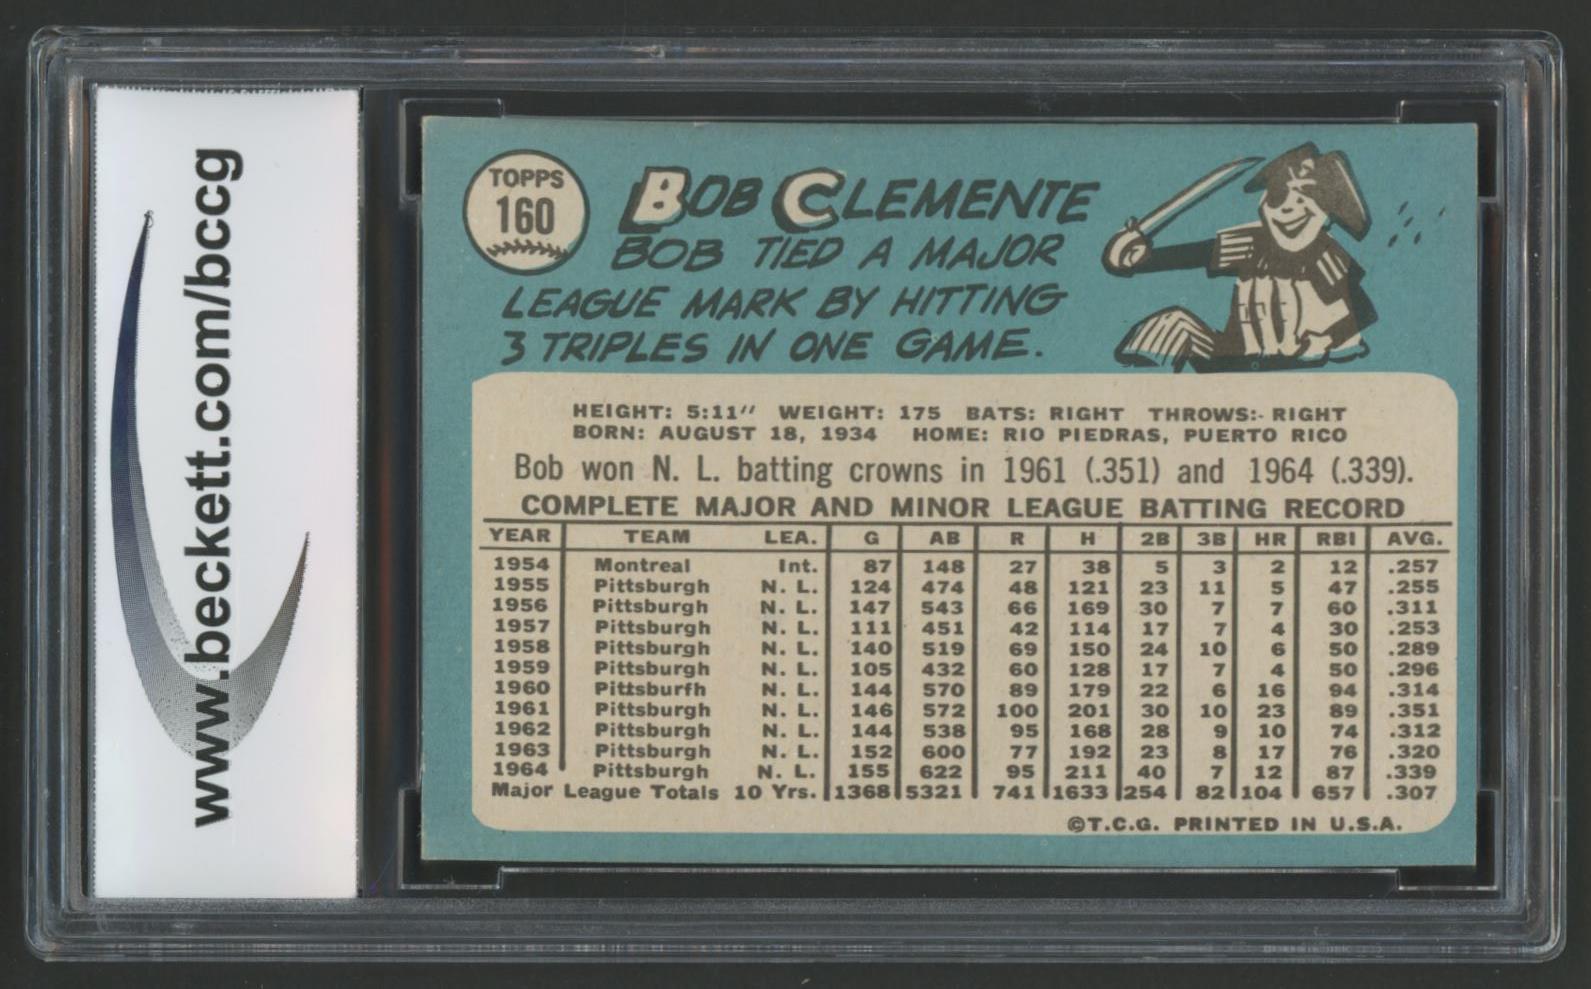 www.beckett.com/bccg
TOPPS
160
BOB CLEMENTE
BOB TIED A MAJOR
LEAGUE MARK BY HITTING
3 TRIPLES IN ONE GAME.
HEIGHT: 5:11" WEIGHT: 175 BATS: RIGHT THROWS:- RIGHT
BORN: AUGUST 18, 1934 HOME: RIO PIEDRAS, PUERTO RICO
Bob won N. L. batting crowns in 1961 (.351) and 1964 (.339).
COMPLETE MAJOR AND MINOR LEAGUE BATTING RECORD
YEAR TEAM LEA. G AB R H 2B 3B HR RBI AVG.
1954 Montreal Int. 87 148 27 38 5 3 2 12 .257
1955 Pittsburgh N. L. 124 474 48 121 23 11 5 47 .255
1956 Pittsburgh N. L. 147 543 66 169 30 7 7 60 .311
1957 Pittsburgh N. L. 111 451 42 114 17 7 4 30 .253
1958 Pittsburgh N. L. 140 519 69 150 24 10 6 50 .289
1959 Pittsburgh N. L. 105 432 60 128 17 7 4 50 .296
1960 Pittsburfh N. L. 144 570 89 179 22 6 16 94 .314
1961 Pittsburgh N. L. 146 572 100 201 30 10 23 89 .351
1962 Pittsburgh N. L. 144 538 95 168 28 9 10 74 .312
1963 Pittsburgh N. L. 152 600 77 192 23 8 17 76 .320
1964 Pittsburgh N. L. 155 622 95 211 40 7 12 87 .339
Major League Totals 10 Yrs. 1368 5321 741 1633 254 82 104 657 .307
©T.C.G. PRINTED IN U.S.A.